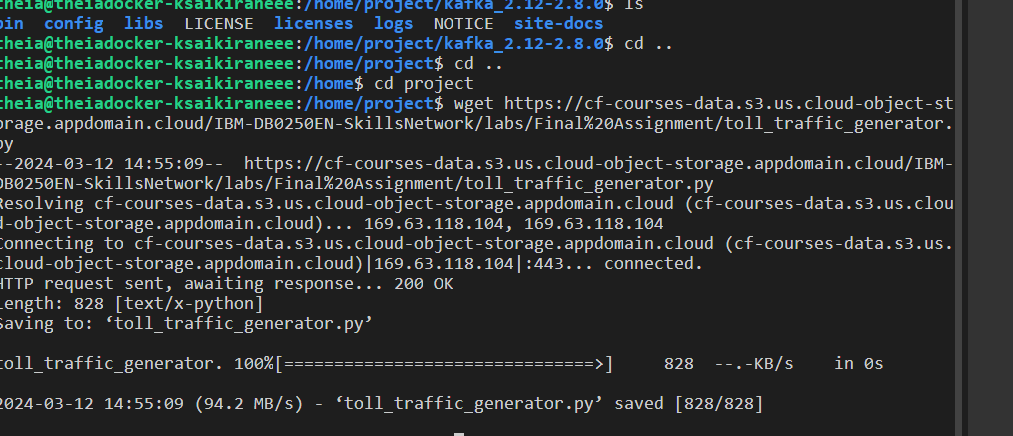 theia@theiadocker-ksaikiraneee:/home/project/kafka_2.12-2.8.0$ ls
bin  config  libs  LICENSE  licenses  logs  NOTICE  site-docs
theia@theiadocker-ksaikiraneee:/home/project/kafka_2.12-2.8.0$ cd ..
theia@theiadocker-ksaikiraneee:/home/project$ cd ..
theia@theiadocker-ksaikiraneee:/home$ cd project
theia@theiadocker-ksaikiraneee:/home/project$ wget https://cf-courses-data.s3.us.cloud-object-st
orage.appdomain.cloud/IBM-DB0250EN-SkillsNetwork/labs/Final%20Assignment/toll_traffic_generator.
py
--2024-03-12 14:55:09--  https://cf-courses-data.s3.us.cloud-object-storage.appdomain.cloud/IBM-
DB0250EN-SkillsNetwork/labs/Final%20Assignment/toll_traffic_generator.py
Resolving cf-courses-data.s3.us.cloud-object-storage.appdomain.cloud (cf-courses-data.s3.us.clou
d-object-storage.appdomain.cloud)... 169.63.118.104, 169.63.118.104
Connecting to cf-courses-data.s3.us.cloud-object-storage.appdomain.cloud (cf-courses-data.s3.us.
cloud-object-storage.appdomain.cloud)|169.63.118.104|:443... connected.
HTTP request sent, awaiting response... 200 OK
Length: 828 [text/x-python]
Saving to: ‘toll_traffic_generator.py’
toll_traffic_generator. 100%[===============================>]     828  --.-KB/s    in 0s
2024-03-12 14:55:09 (94.2 MB/s) - ‘toll_traffic_generator.py’ saved [828/828]